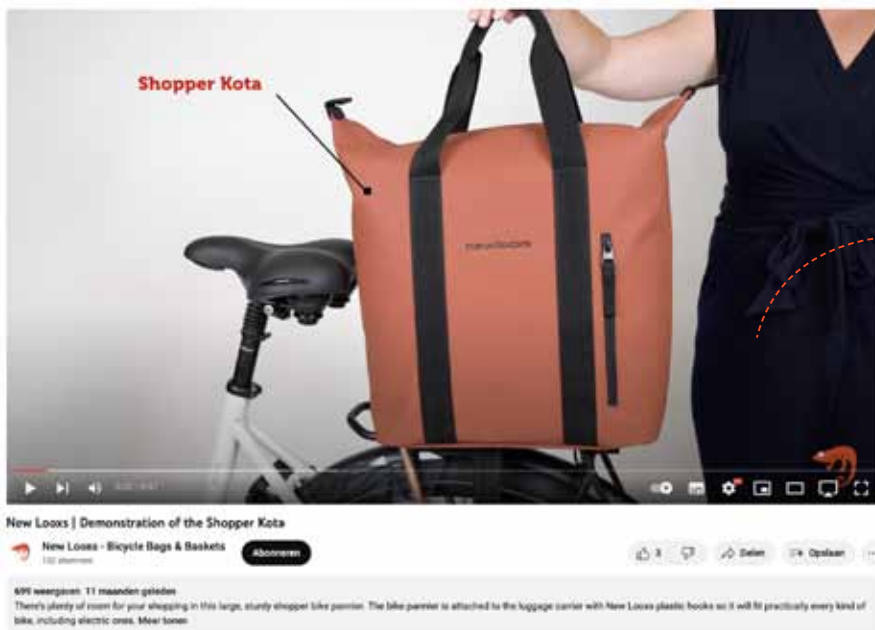 Shopper Kota
newlooxs
New Looxs | Demonstration of the Shopper Kota
New Looxs - Bicycle Bags & Baskets
Abonneren
3
Delen
Opslaan
699 weergaven 11 maanden geleden
There's plenty of room for your shopping in this large, sturdy shopper bike pannier. The bike pannier is attached to the luggage carrier with New Looxs plastic hooks so it will fit practically every kind of
bike, including electric ones. Meer tonen